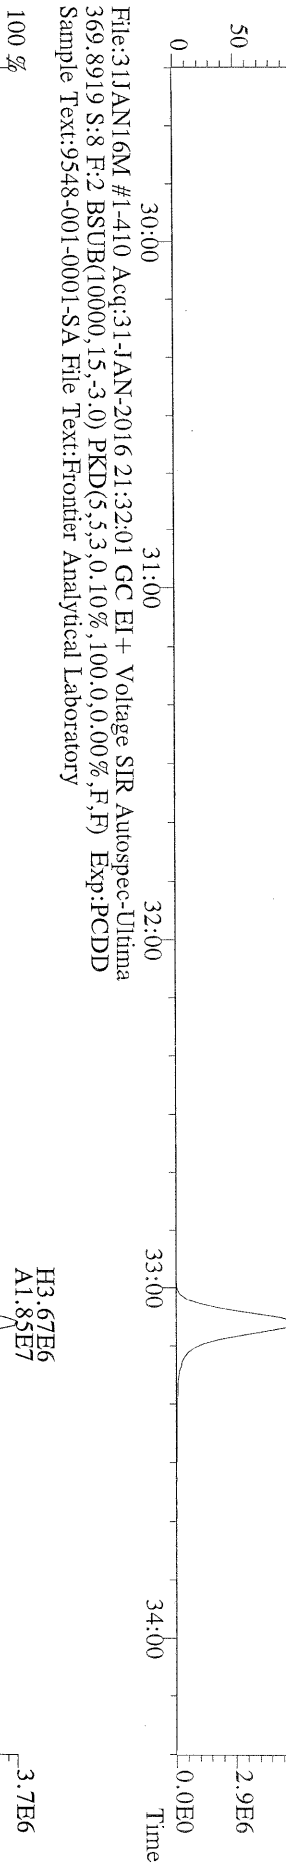 50
2.9E6
0
0.0E0
30:00
31:00
32:00
33:00
34:00
Time
File:31JAN16M #1-410 Acq:31-JAN-2016 21:32:01 GC EI+ Voltage SIR Autospec-Ultima
369.8919 S:8 F:2 BSUB(10000,15,-3.0) PKD(5,5,3,0.10%,100.0,0.00%,F,F) Exp:PCDD
Sample Text:9548-001-0001-SA File Text:Frontier Analytical Laboratory
H3.67E6
A1.85E7
100 %
3.7E6